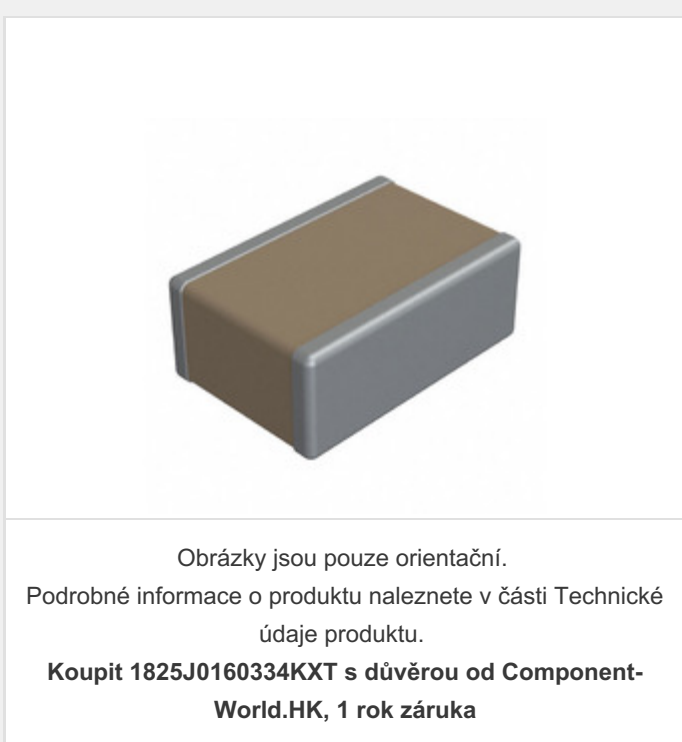 Obrázky jsou pouze orientační.
Podrobné informace o produktu naleznete v části Technické
údaje produktu.
Koupit 1825J0160334KXT s důvěrou od Component-
World.HK, 1 rok záruka